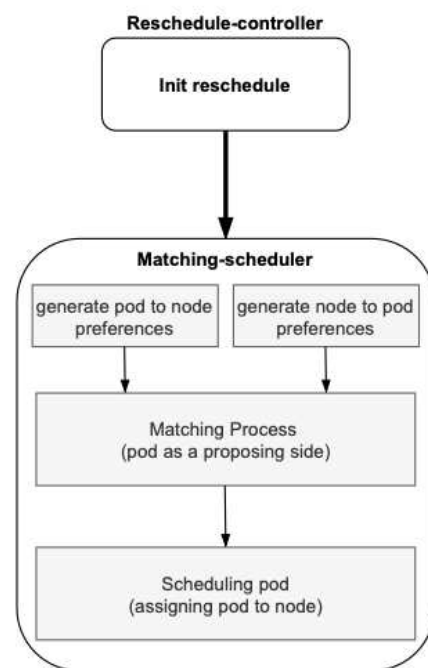 Reschedule-controller
Init reschedule
Matching-scheduler
generate pod to node
preferences
generate node to pod
preferences
Matching Process
(pod as a proposing side)
Scheduling pod
(assigning pod to node)